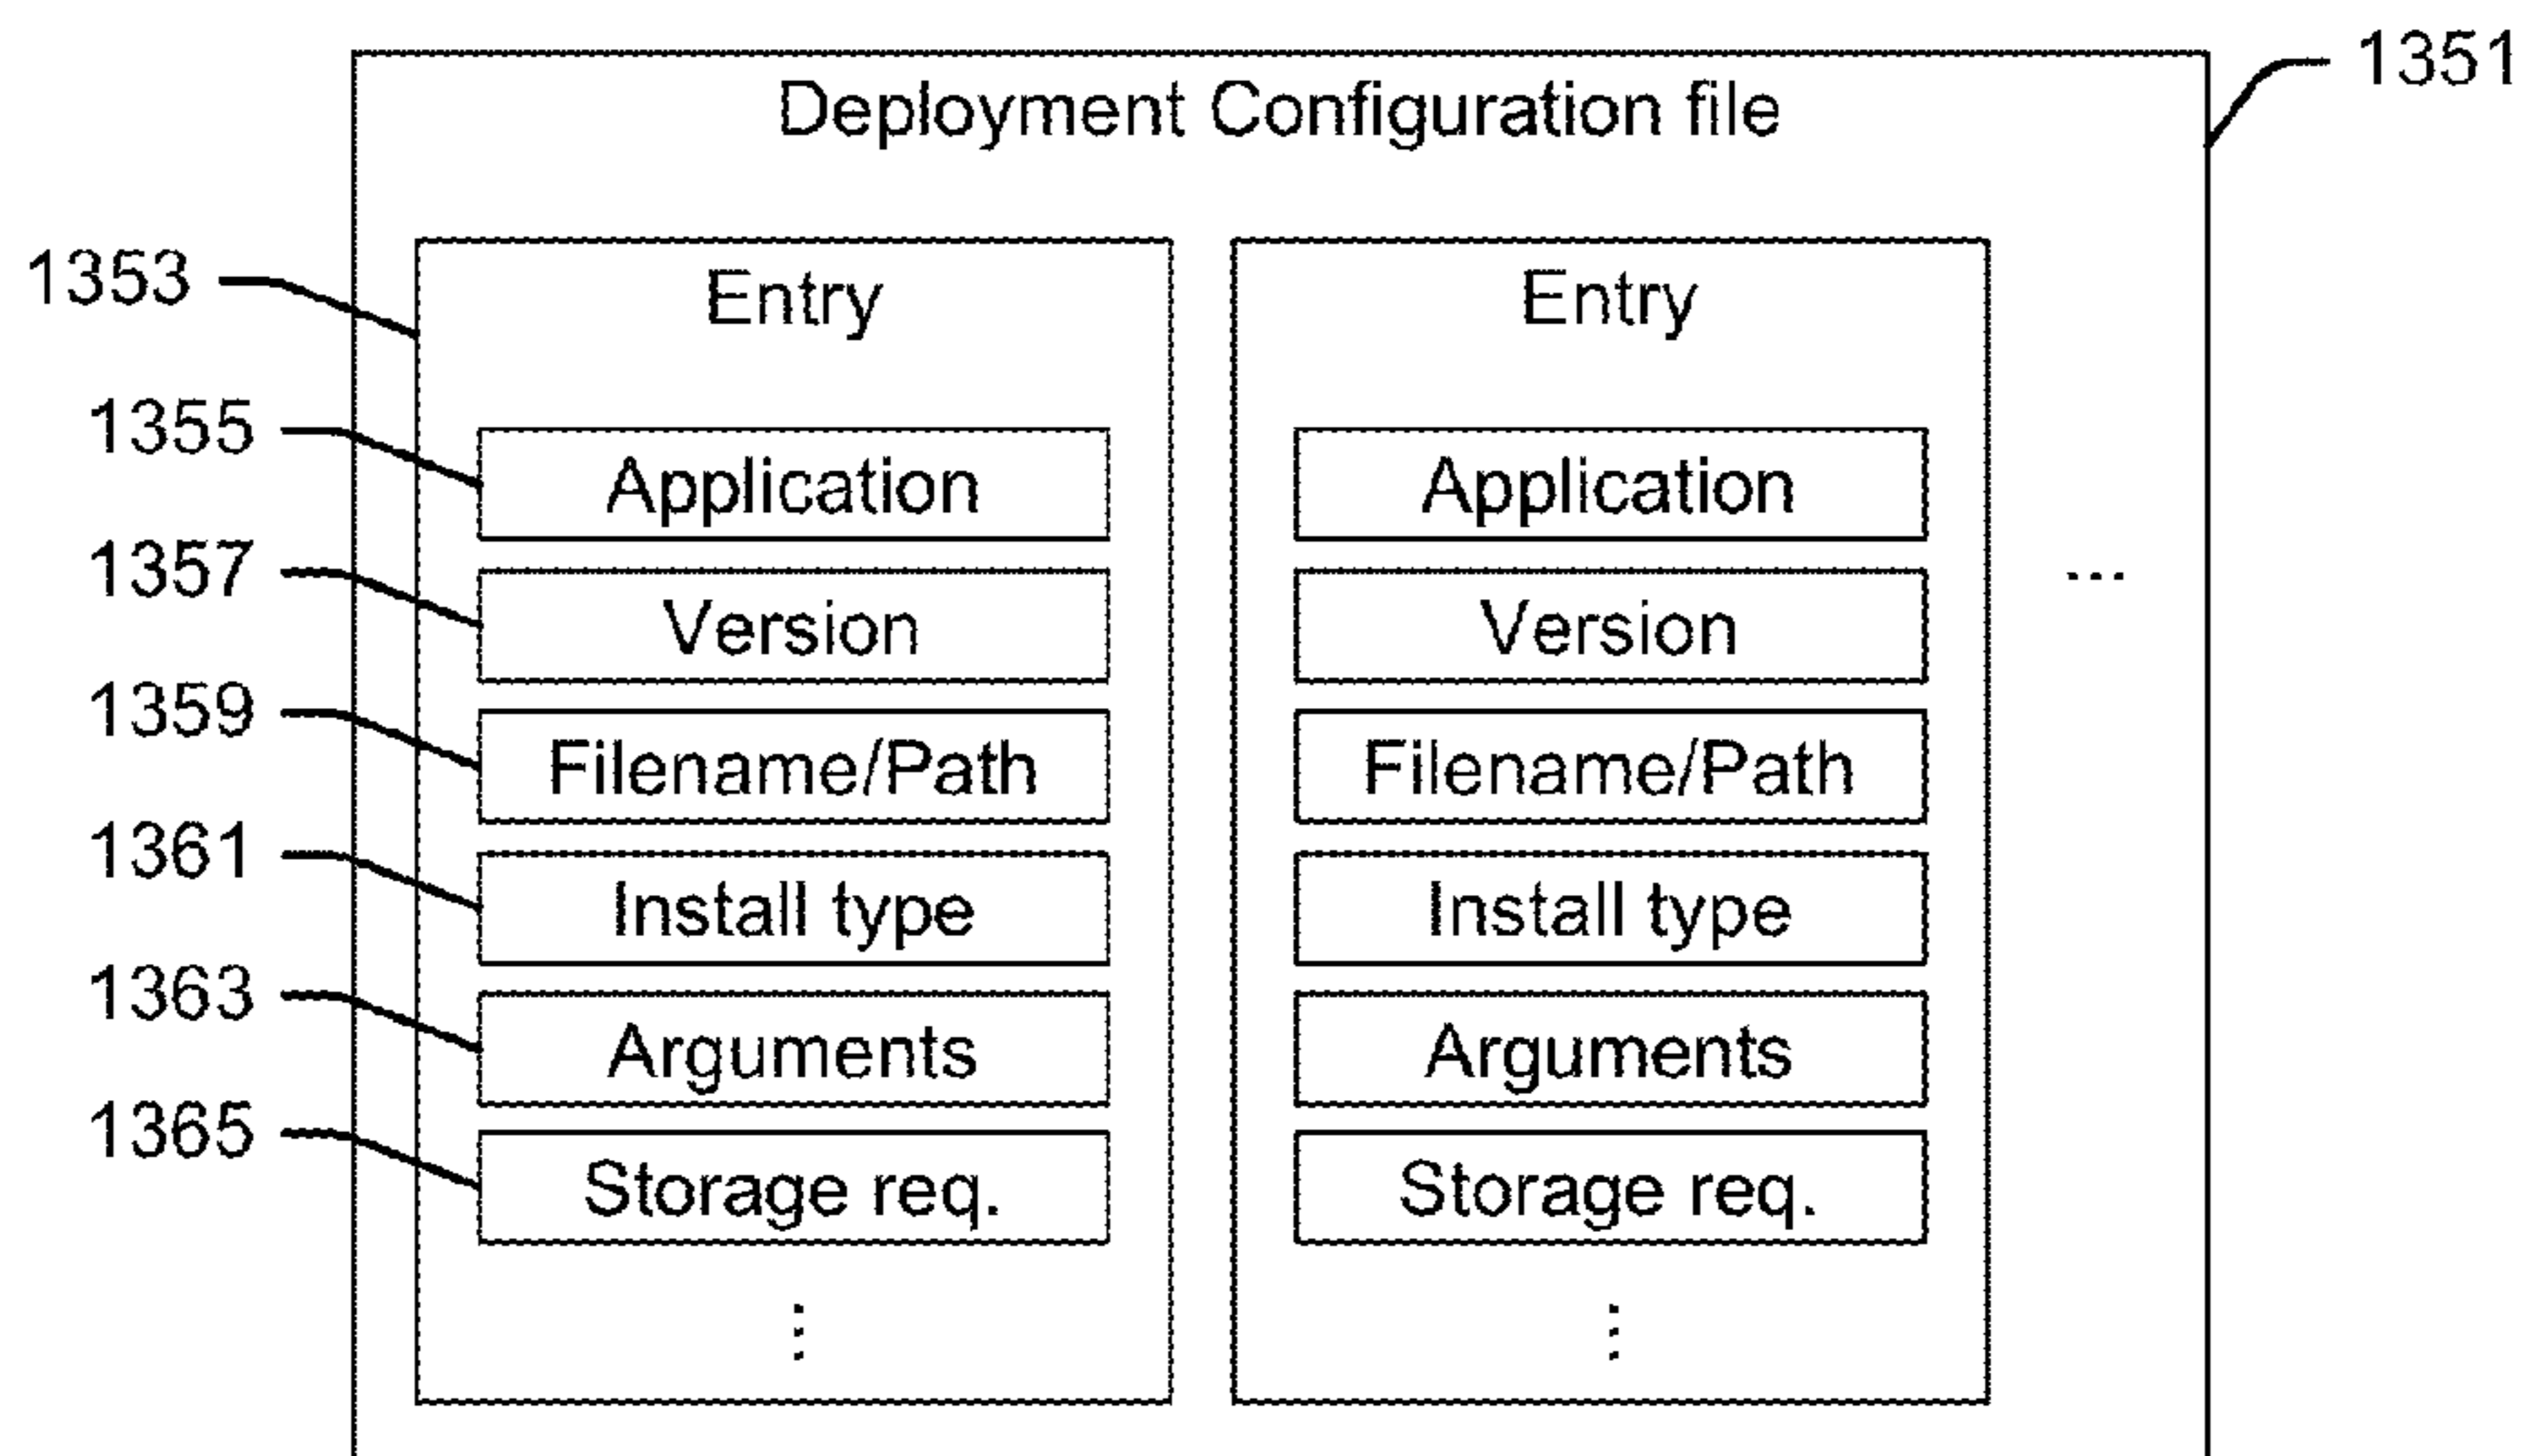 1351
Deployment Configuration file
1353
Entry
Entry
1355
Application
Application
1357
Version
Version
...
1359
Filename/Path
Filename/Path
1361
Install type
Install type
1363
Arguments
Arguments
1365
Storage req.
Storage req.